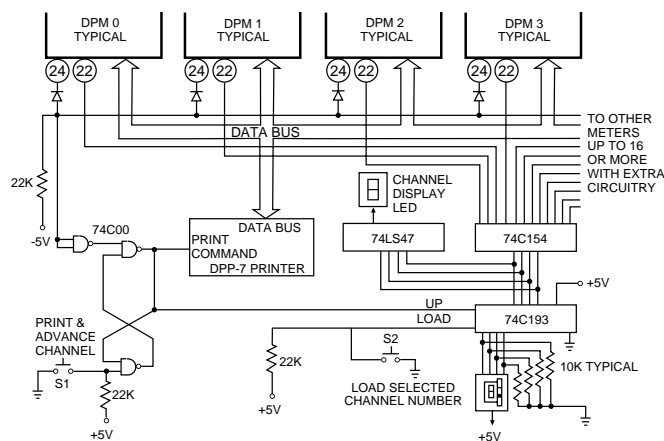 DPM 0
TYPICAL
DPM 1
TYPICAL
DPM 2
TYPICAL
DPM 3
TYPICAL
24
22
24
22
24
22
24
22
TO OTHER
METERS
UP TO 16
OR MORE
WITH EXTRA
CIRCUITRY
DATA BUS
22K
-5V
74C00
CHANNEL
DISPLAY
LED
DATA BUS
PRINT
COMMAND
DPP-7 PRINTER
74LS47
74C154
+5V
UP
LOAD
74C193
PRINT &
ADVANCE
CHANNEL
S1
22K
+5V
22K
+5V
S2
LOAD SELECTED
CHANNEL NUMBER
10K TYPICAL
+5V